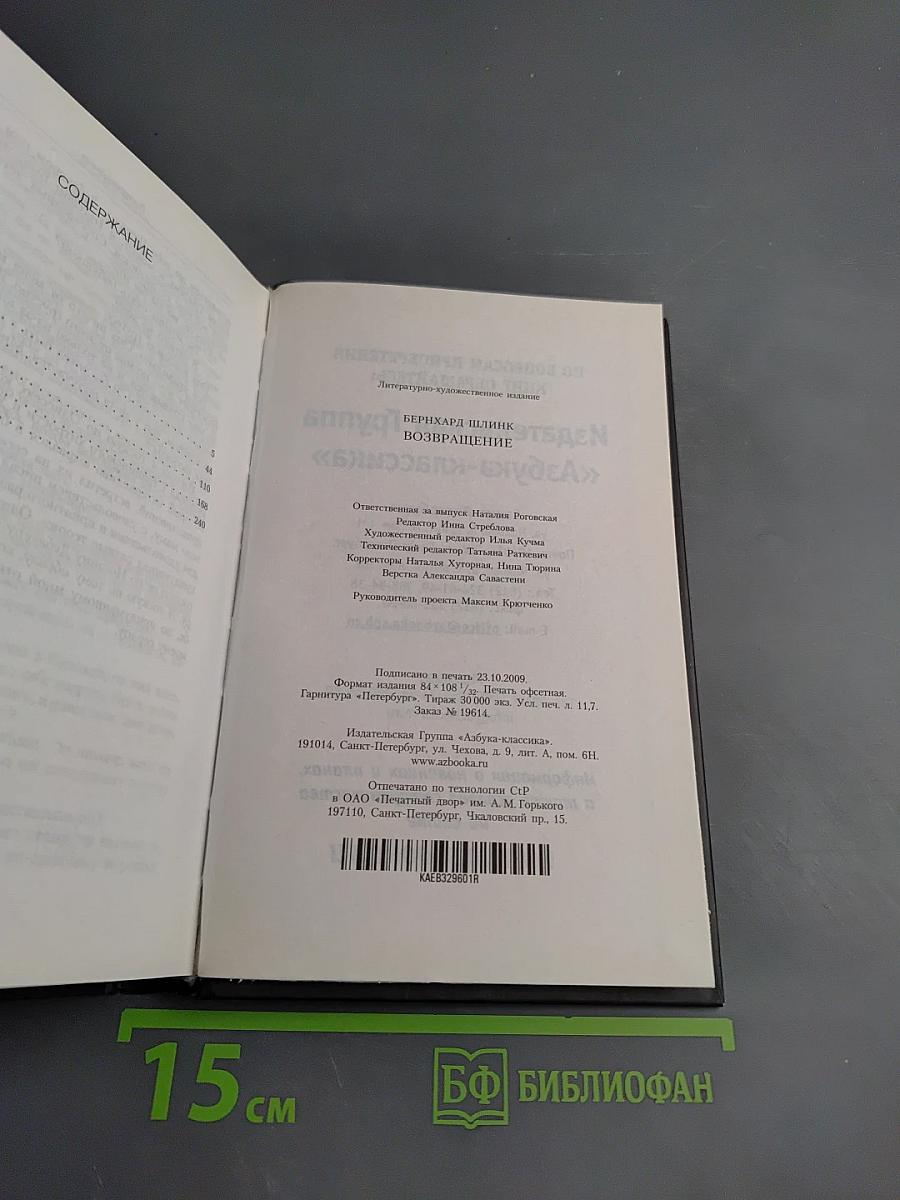 СОДЕРЖАНИЕ
5
44
110
168
240
Литературно-художественное издание
БЕРНХАРД ШЛИНК
ВОЗВРАЩЕНИЕ
Ответственная за выпуск Наталия Роговская
Редактор Инна Стреблова
Художественный редактор Илья Кучма
Технический редактор Татьяна Раткевич
Корректоры Наталья Хуторная, Нина Тюрина
Верстка Александра Савастени
Руководитель проекта Максим Крютченко
Подписано в печать 23.10.2009.
Формат издания 84 × 108 1/32. Печать офсетная.
Гарнитура «Петербург». Тираж 30 000 экз. Усл. печ. л. 11,7.
Заказ № 19614.
Издательская Группа «Азбука-классика».
191014, Санкт-Петербург, ул. Чехова, д. 9, лит. А, пом. 6Н.
www.azbooka.ru
Отпечатано по технологии CtP
в ОАО «Печатный двор» им. А. М. Горького
197110, Санкт-Петербург, Чкаловский пр., 15.
KAEB329601R
15 см
БФ БИБЛИОФАН